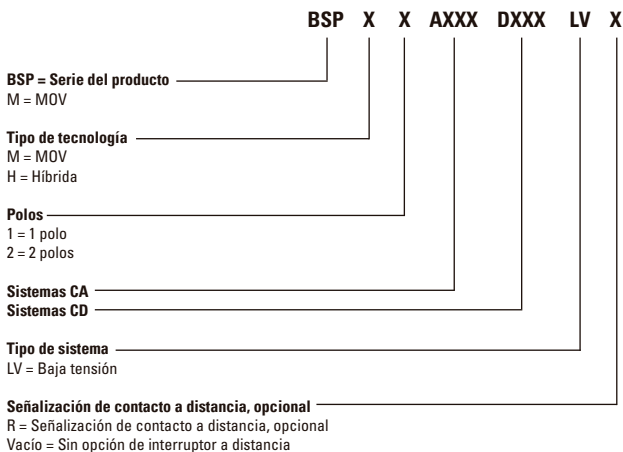 BSP X X AXXX DXXX LV X
BSP = Serie del producto
M = MOV
Tipo de tecnología
M = MOV
H = Híbrida
Polos
1 = 1 polo
2 = 2 polos
Sistemas CA
Sistemas CD
Tipo de sistema
LV = Baja tensión
Señalización de contacto a distancia, opcional
R = Señalización de contacto a distancia, opcional
Vacío = Sin opción de interruptor a distancia